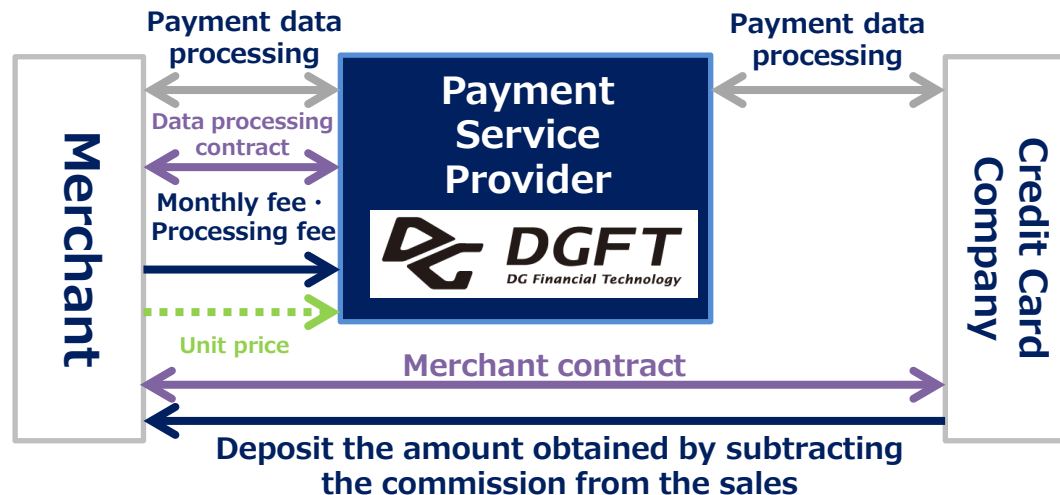 Payment data
processing
Payment data
processing
Merchant
Payment
Service
Provider
DGFT
DG Financial Technology
Credit Card
Company
Data processing
contract
Monthly fee・
Processing fee
Unit price
Merchant contract
Deposit the amount obtained by subtracting
the commission from the sales